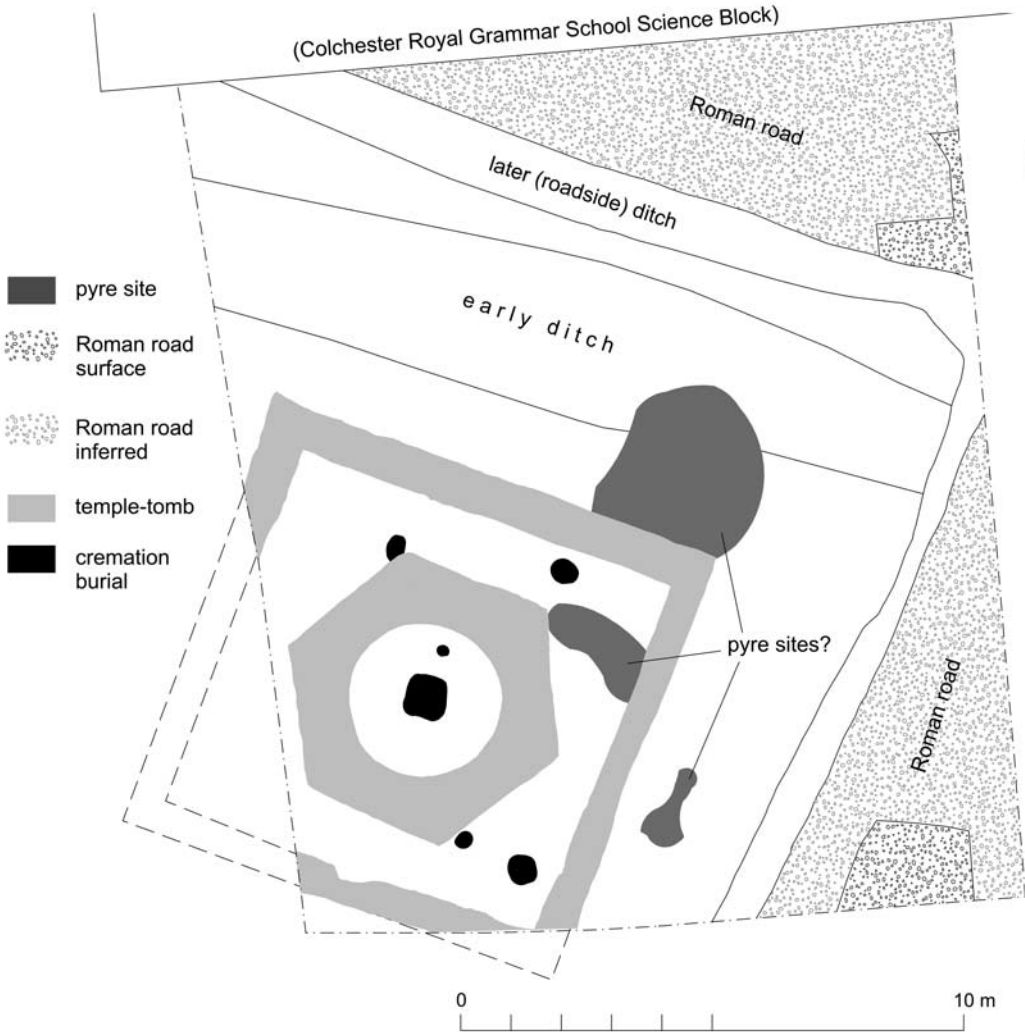 (Colchester Royal Grammar School Science Block)
Roman road
later (roadside) ditch
early ditch
pyre site
Roman road
surface
Roman road
inferred
temple-tomb
cremation
burial
pyre sites?
Roman road
0
10 m